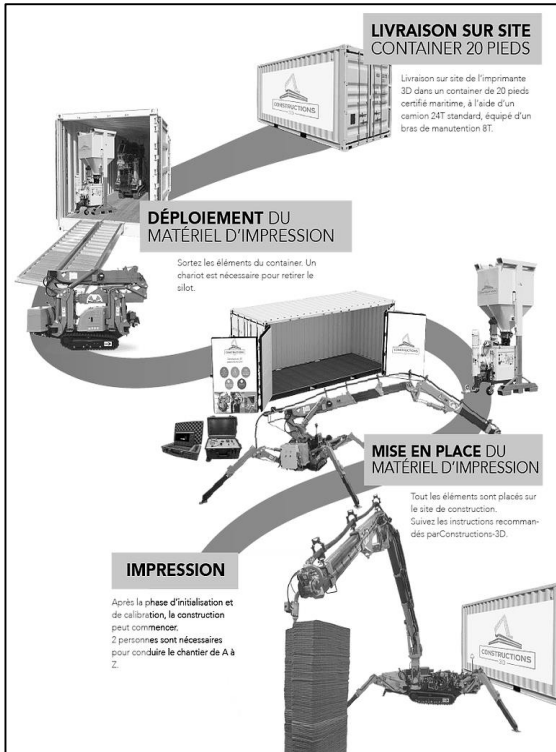 LIVRAISON SUR SITE
CONTAINER 20 PIEDS
Livraison sur site de l'imprimante
3D dans un container de 20 pieds
certifié maritime, à l'aide d'un
camion 24T standard, équipé d'un
bras de manutention 8T.
CONSTRUCTIONS
DÉPLOIEMENT DU
MATÉRIEL D'IMPRESSION
Sortez les éléments du container. Un
chariot est nécessaire pour retirer le
silot.
MISE EN PLACE DU
MATÉRIEL D'IMPRESSION
Tout les éléments sont placés sur
le site de construction.
Suivez les instructions recomman-
dés parConstructions-3D.
IMPRESSION
Après la phase d'initialisation et
de calibration, la construction
peut commencer.
2 personnes sont nécessaires
pour conduire le chantier de A à
Z.
CONSTRUCTIONS
3D